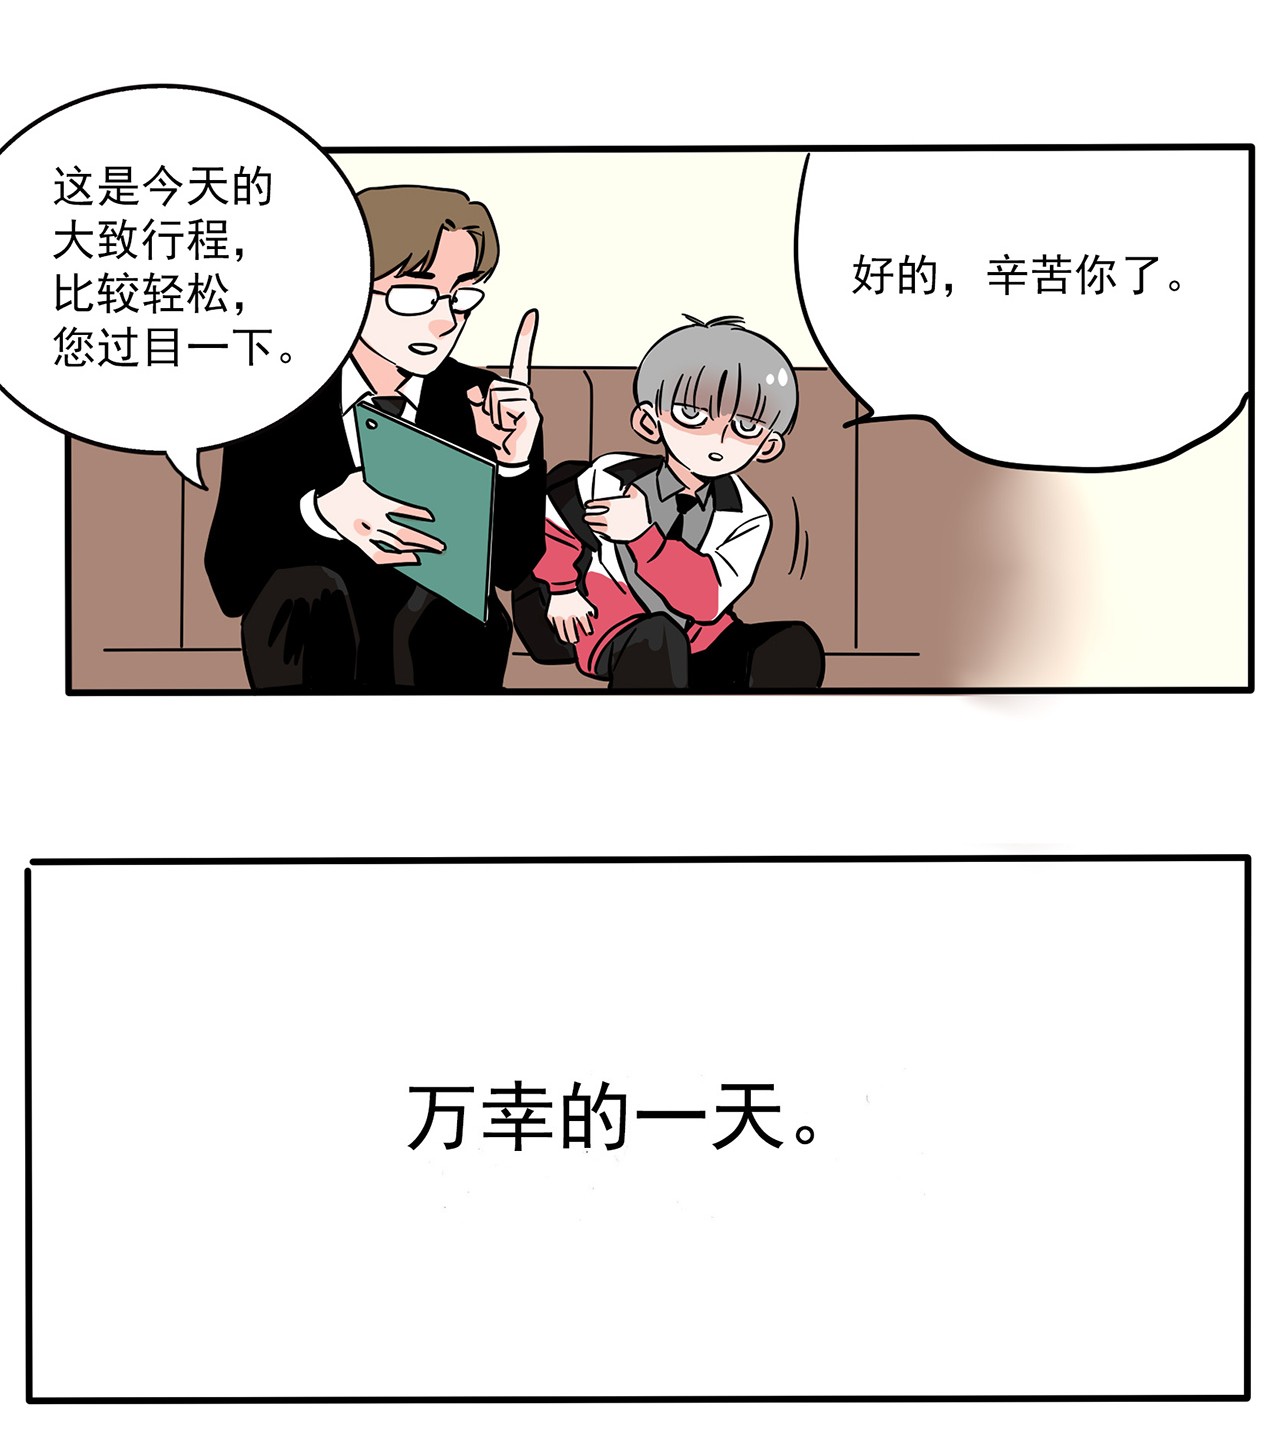 这是今天的
大致行程，
比较轻松，
您过目一下。
好的，辛苦你了。
万幸的一天。